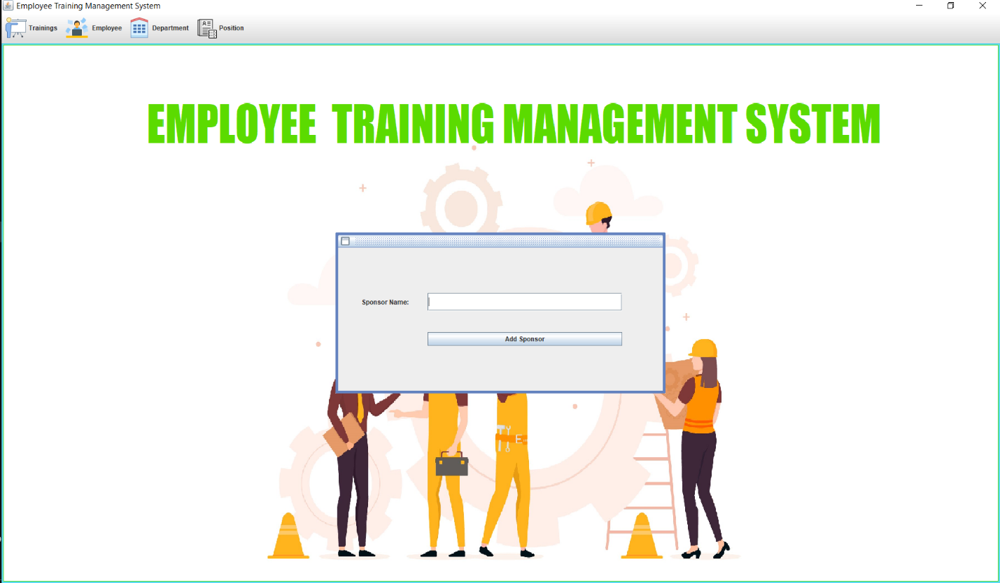 Employee Training Management System
Trainings Employee Department Position
EMPLOYEE TRAINING MANAGEMENT SYSTEM
Sponsor Name:
Add Sponsor